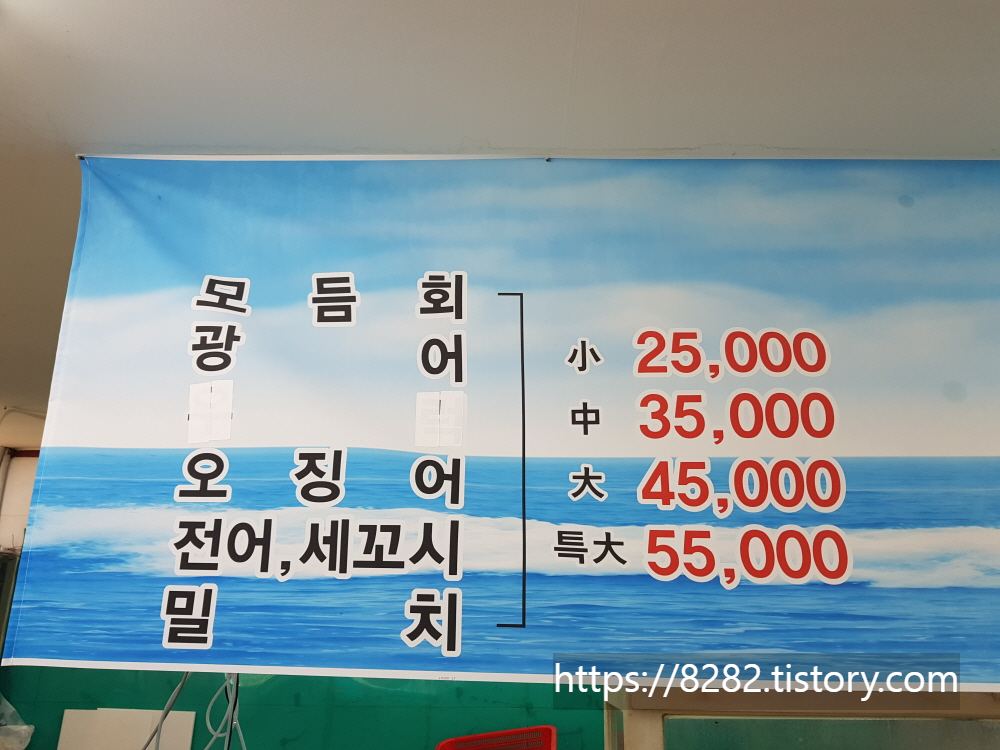 모듬회
광어
오징어
전어,세꼬시
밀치
小 25,000
中 35,000
大 45,000
특大 55,000
https://8282.tistory.com